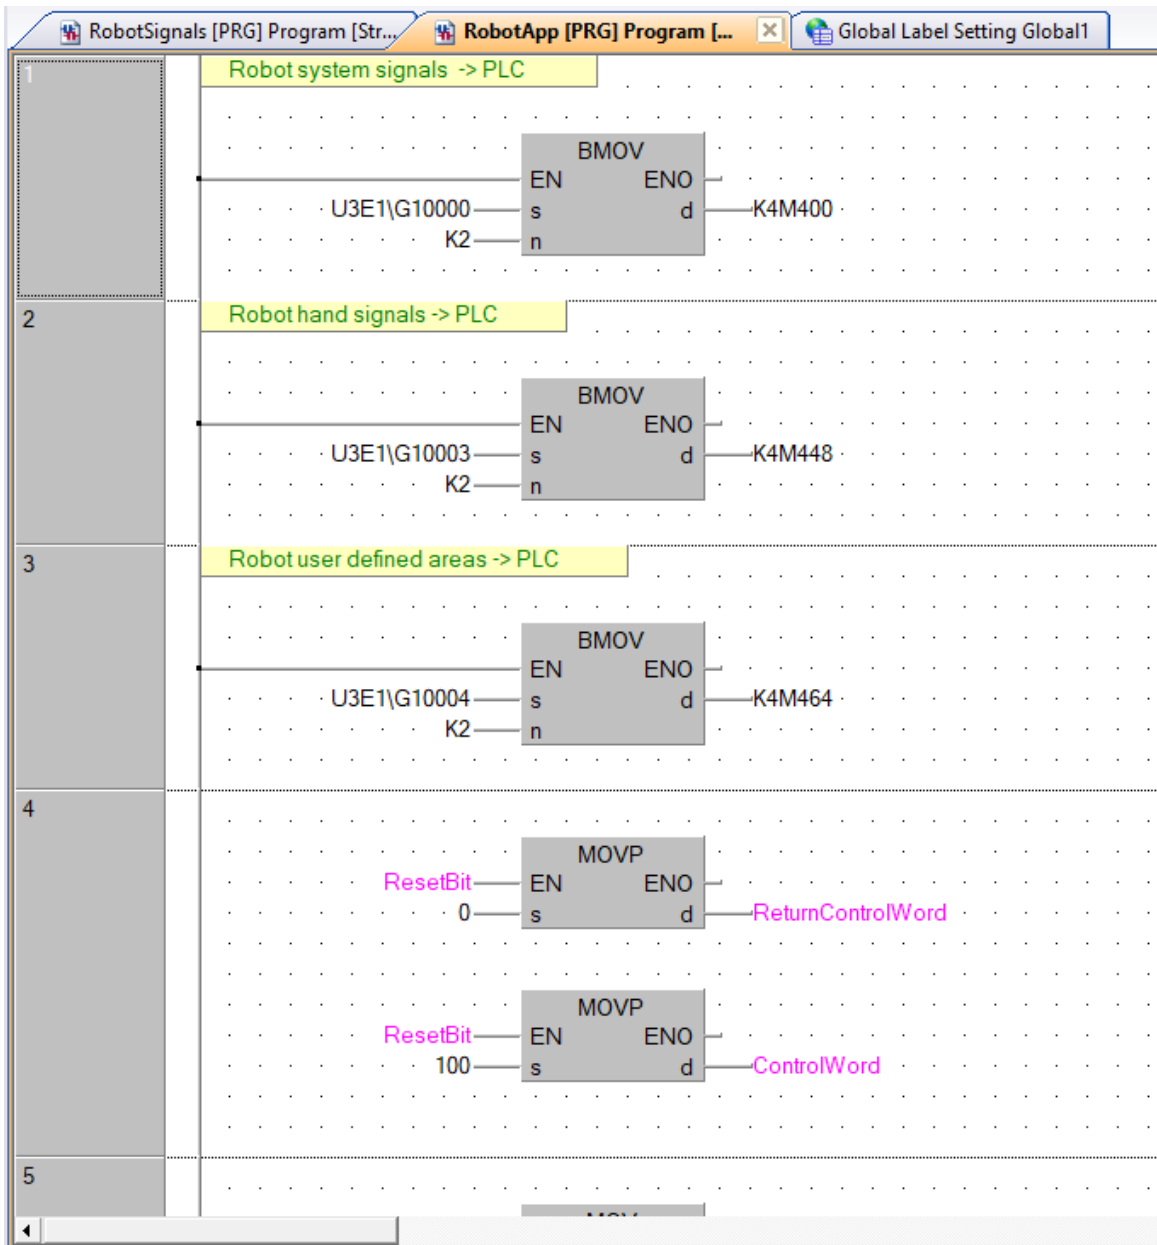 RobotSignals [PRG] Program [Str...
RobotApp [PRG] Program [...
Global Label Setting Global1
1
Robot system signals -> PLC
BMOV
EN ENO
U3E1\G10000 s d K4M400
K2 n
2
Robot hand signals -> PLC
BMOV
EN ENO
U3E1\G10003 s d K4M448
K2 n
3
Robot user defined areas -> PLC
BMOV
EN ENO
U3E1\G10004 s d K4M464
K2 n
4
MOVP
ResetBit EN ENO
0 s d ReturnControlWord
MOVP
ResetBit EN ENO
100 s d ControlWord
5